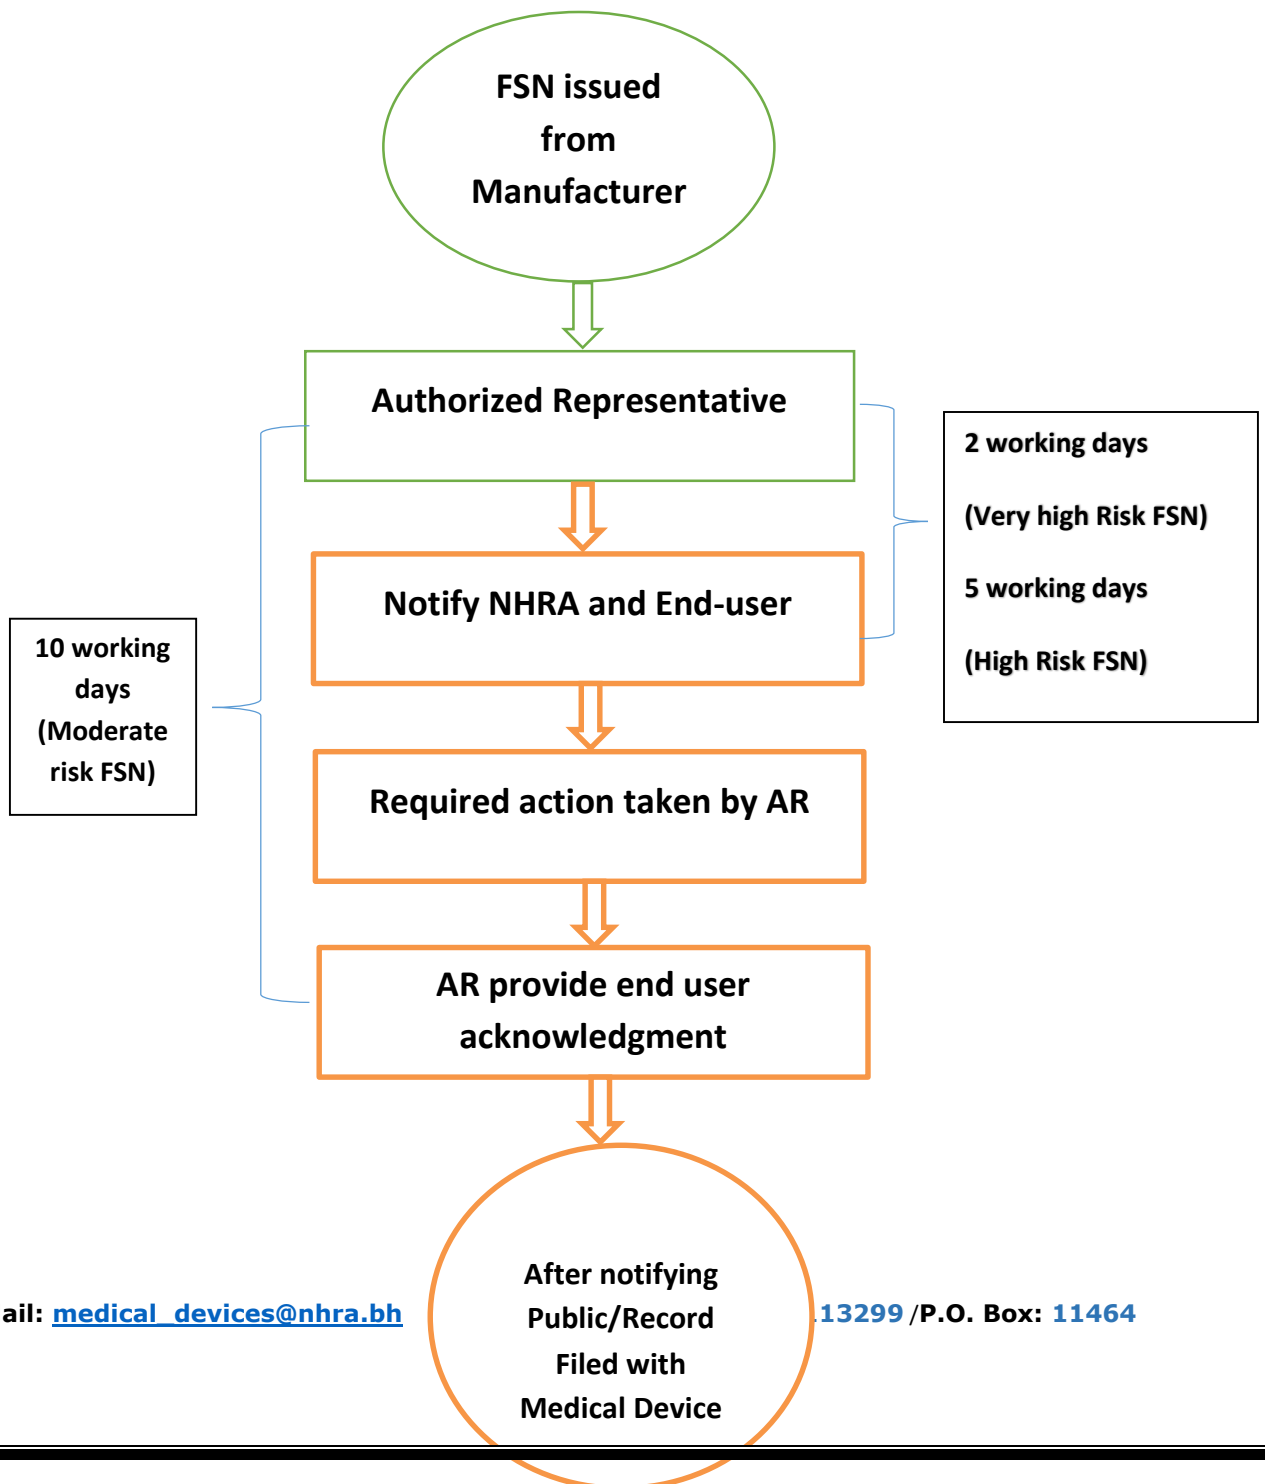 FSN issued
from
Manufacturer
Authorized Representative
2 working days
(Very high Risk FSN)
5 working days
(High Risk FSN)
Notify NHRA and End-user
10 working
days
(Moderate
risk FSN)
Required action taken by AR
AR provide end user
acknowledgment
After notifying
Public/Record
Filed with
Medical Device
ail: medical_devices@nhra.bh 13299 /P.O. Box: 11464